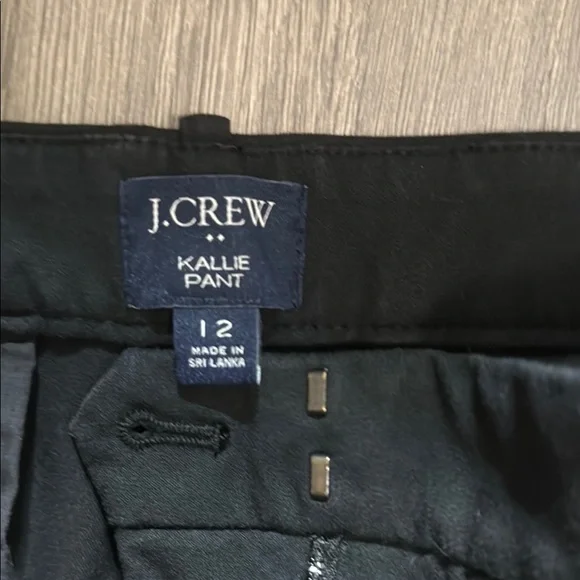 J.CREW
KALLIE
PANT
12
MADE IN
SRI LANKA